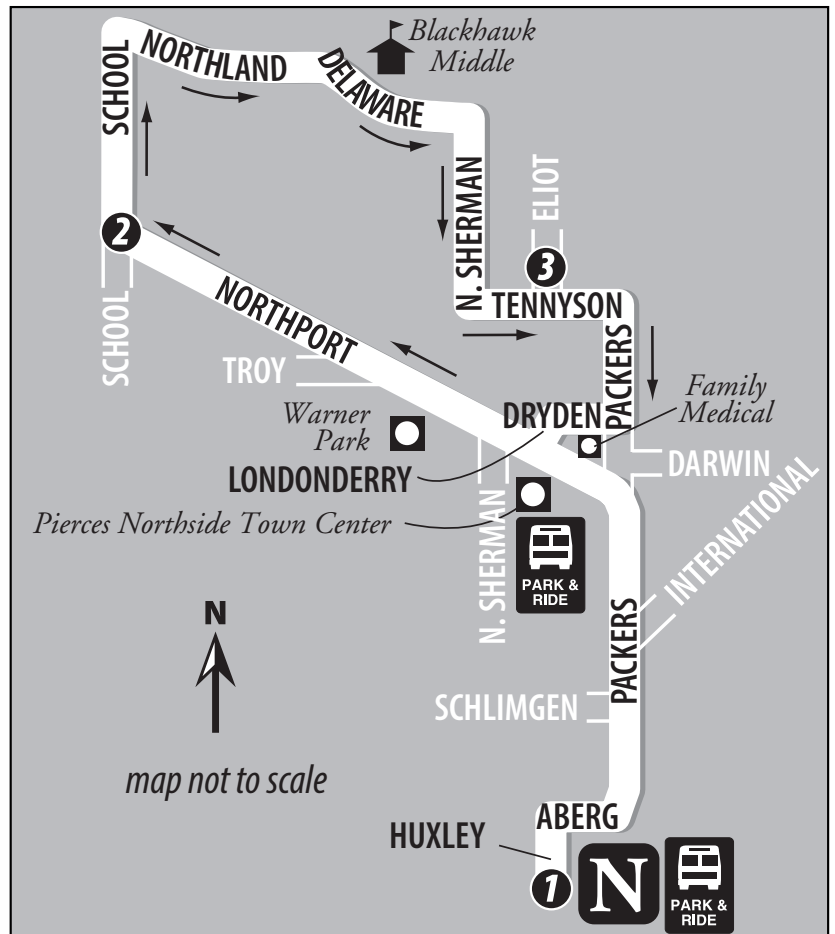 Blackhawk
Middle
NORTHLAND
DELAWARE
SCHOOL
N. SHERMAN
ELIOT
2
3
TENNYSON
NORTHPORT
SCHOOL
TROY
PACKERS
Family
Medical
DRYDEN
Warner
Park
LONDONDERRY
DARWIN
INTERNATIONAL
Pierces Northside Town Center
N. SHERMAN
PARK &
RIDE
N
PACKERS
SCHLIMGEN
map not to scale
ABERG
HUXLEY
1
N
PARK &
RIDE